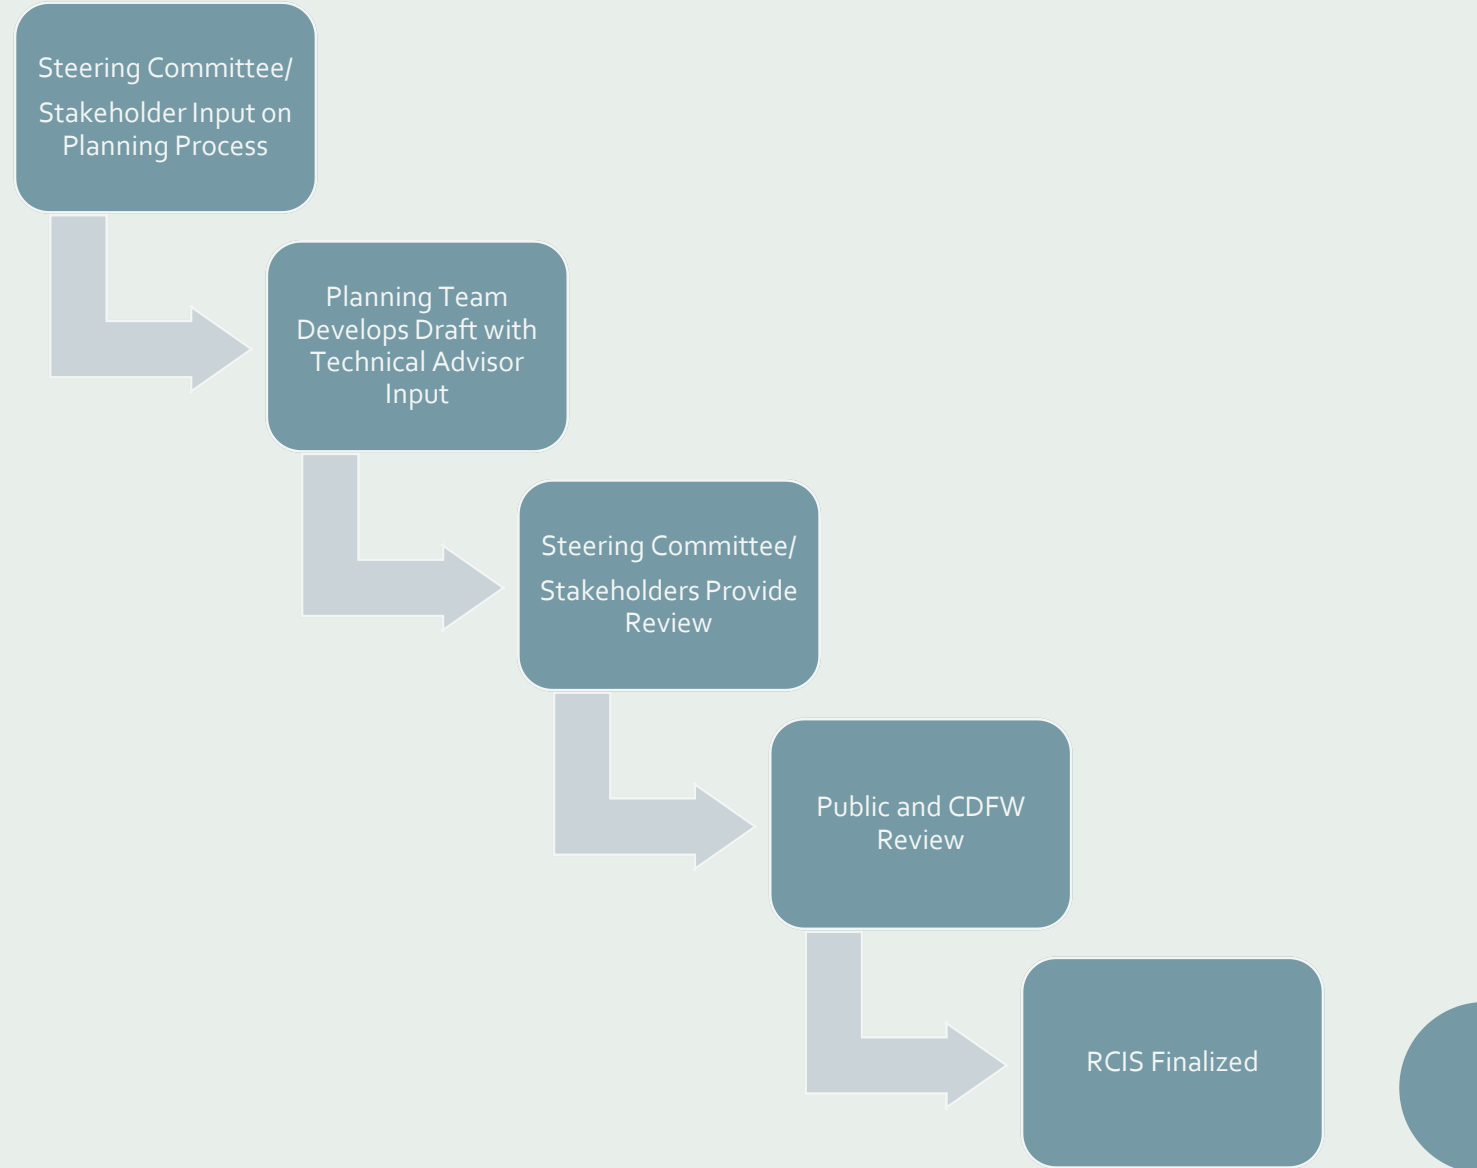 Steering Committee/
Stakeholder Input on
Planning Process
Planning Team
Develops Draft with
Technical Advisor
Input
Steering Committee/
Stakeholders Provide
Review
Public and CDFW
Review
RCIS Finalized